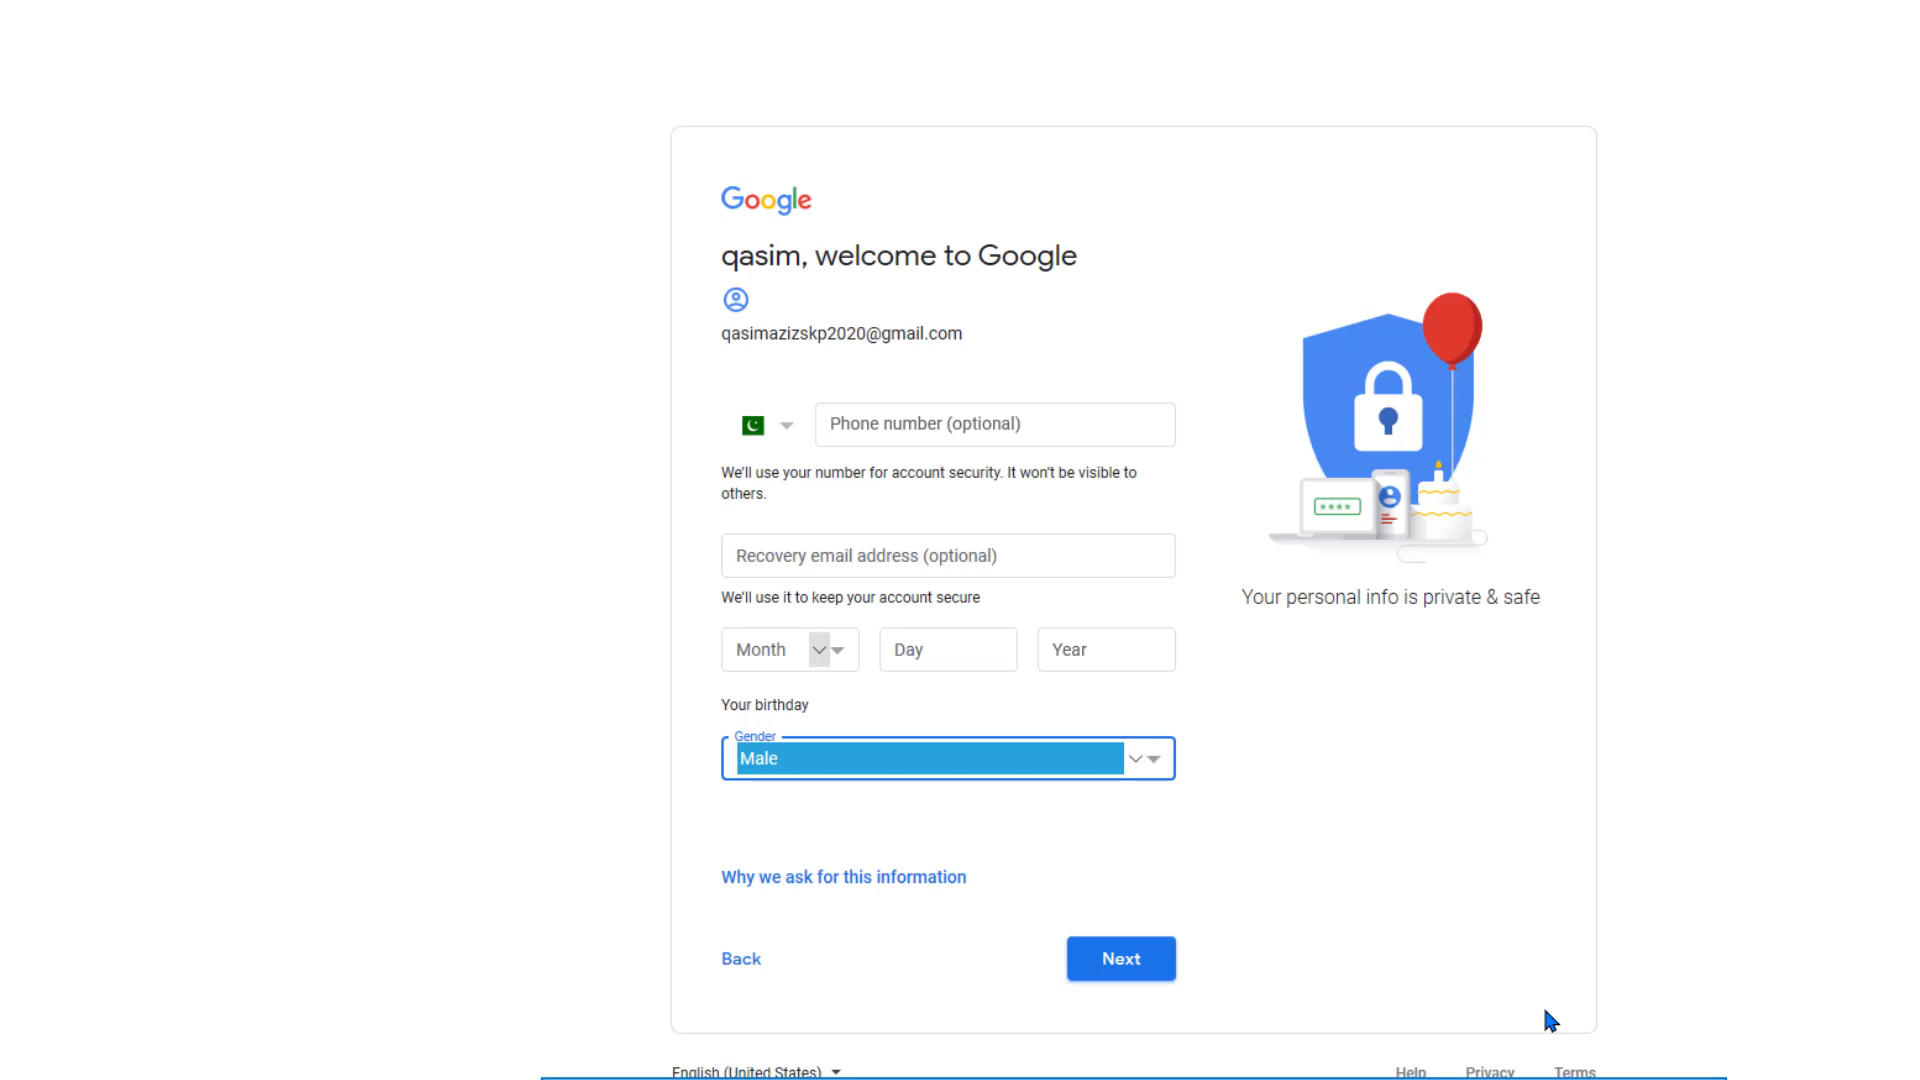 Google
qasim, welcome to Google
qasimazizskp2020@gmail.com
Phone number (optional)
We'll use your number for account security. It won't be visible to
others.
Recovery email address (optional)
We'll use it to keep your account secure
Month Day Year
Your birthday
Gender
Male
Why we ask for this information
Back Next
****
Your personal info is private & safe
English (United States) Help Privacy Terms